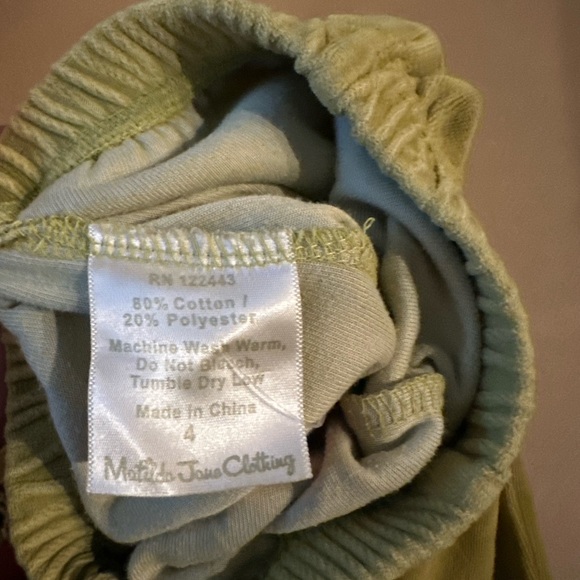 RN 122443
80% Cotton /
20% Polyester
Machine Wash Warm,
Do Not Bleach,
Tumble Dry Low
Made in China
4
Matilda Jane Clothing